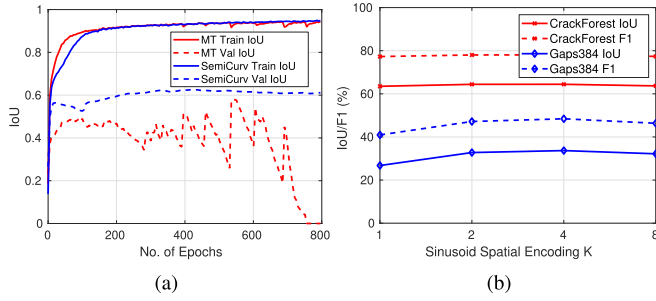 1
0.8
0.6
0.4
0.2
0
IoU
0 200 400 600 800
No. of Epochs
MT Train IoU
MT Val IoU
SemiCurv Train IoU
SemiCurv Val IoU
(a)
100
80
60
40
20
0
IoU/F1 (%)
1 2 4 8
Sinusoid Spatial Encoding K
CrackForest IoU
CrackForest F1
Gaps384 IoU
Gaps384 F1
(b)